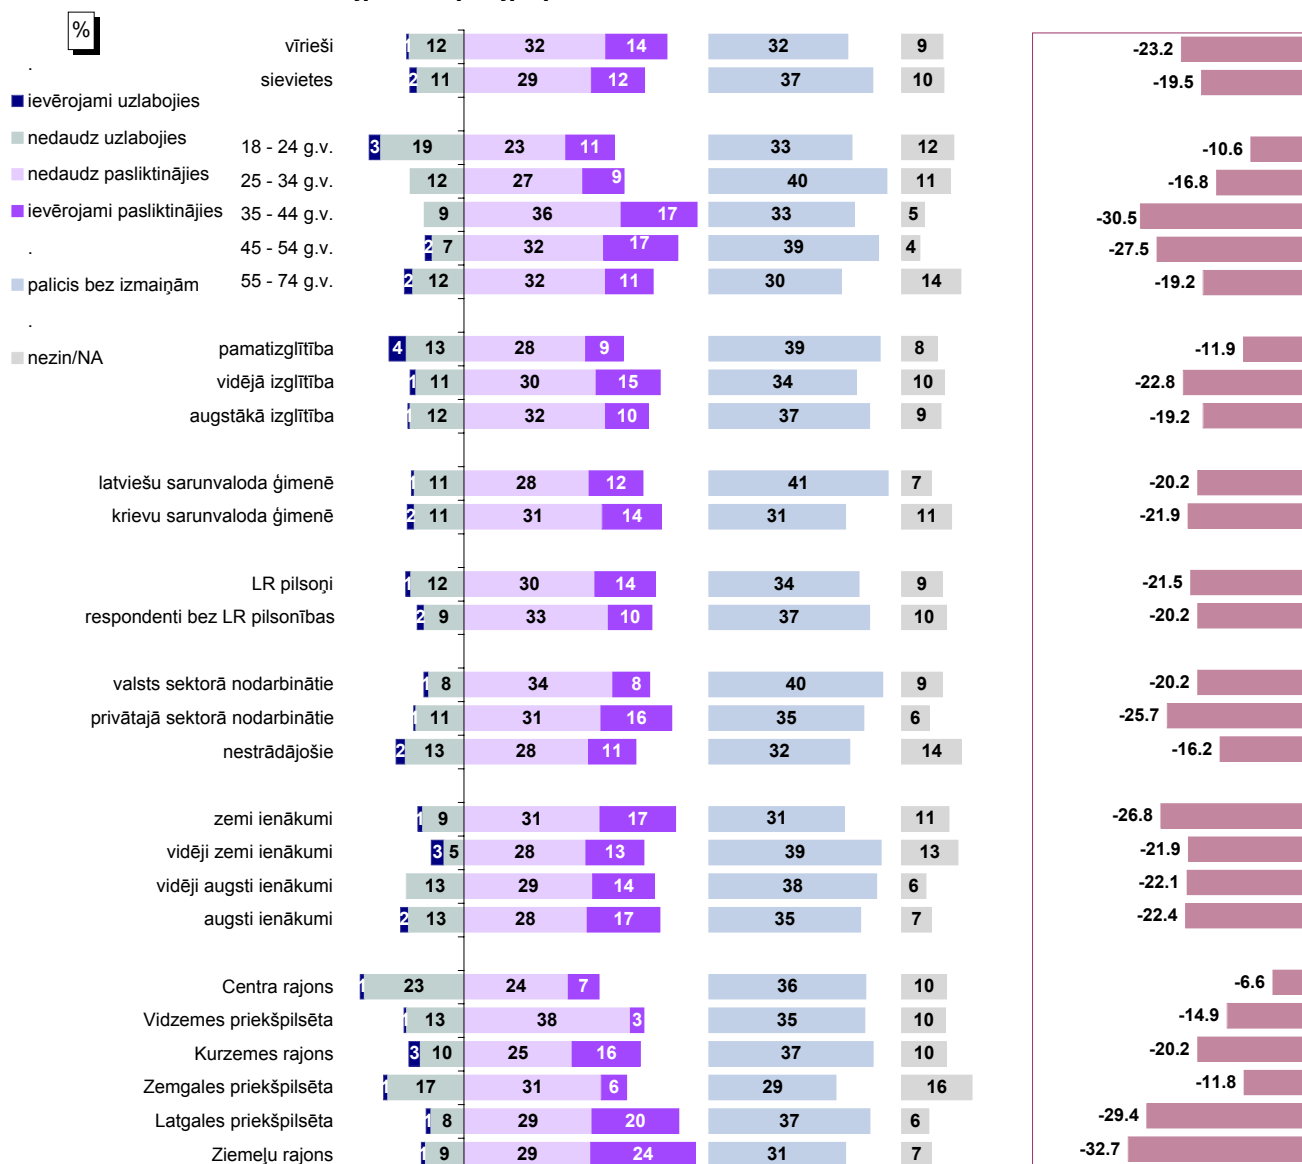 %
.
ievērojami uzlabojies
nedaudz uzlabojies
nedaudz pasliktinājies
ievērojami pasliktinājies
.
palicis bez izmaiņām
.
nezin/NA
vīrieši 1 12 32 14 32 9 -23.2
sievietes 2 11 29 12 37 10 -19.5
18 - 24 g.v. 3 19 23 11 33 12 -10.6
25 - 34 g.v. 12 27 9 40 11 -16.8
35 - 44 g.v. 9 36 17 33 5 -30.5
45 - 54 g.v. 2 7 32 17 39 4 -27.5
55 - 74 g.v. 2 12 32 11 30 14 -19.2
pamatizglītība 4 13 28 9 39 8 -11.9
vidējā izglītība 1 11 30 15 34 10 -22.8
augstākā izglītība 1 12 32 10 37 9 -19.2
latviešu sarunvaloda ģimenē 1 11 28 12 41 7 -20.2
krievu sarunvaloda ģimenē 2 11 31 14 31 11 -21.9
LR pilsoņi 1 12 30 14 34 9 -21.5
respondenti bez LR pilsonības 2 9 33 10 37 10 -20.2
valsts sektorā nodarbinātie 1 8 34 8 40 9 -20.2
privātajā sektorā nodarbinātie 1 11 31 16 35 6 -25.7
nestrādājošie 2 13 28 11 32 14 -16.2
zemi ienākumi 1 9 31 17 31 11 -26.8
vidēji zemi ienākumi 3 5 28 13 39 13 -21.9
vidēji augsti ienākumi 13 29 14 38 6 -22.1
augsti ienākumi 2 13 28 17 35 7 -22.4
Centra rajons 1 23 24 7 36 10 -6.6
Vidzemes priekšpilsēta 1 13 38 3 35 10 -14.9
Kurzemes rajons 3 10 25 16 37 10 -20.2
Zemgales priekšpilsēta 1 17 31 6 29 16 -11.8
Latgales priekšpilsēta 1 8 29 20 37 6 -29.4
Ziemeļu rajons 1 9 29 24 31 7 -32.7